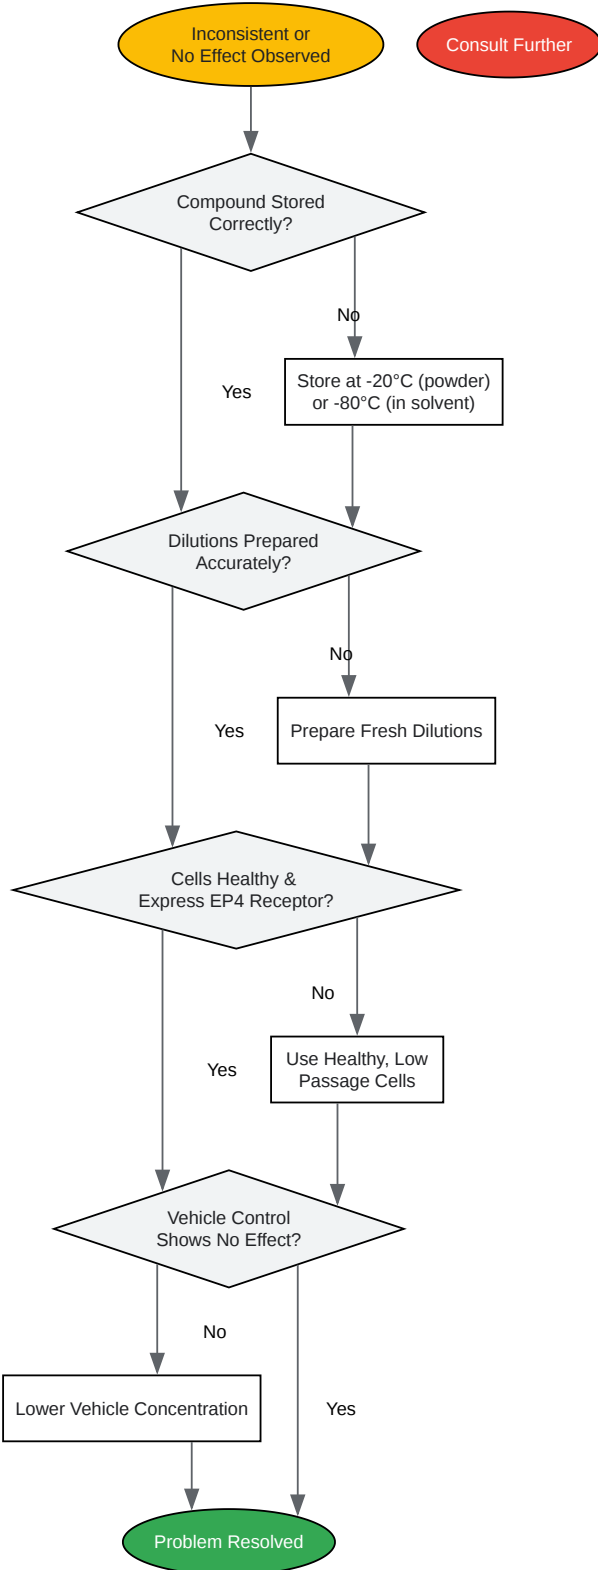 Inconsistent or
No Effect Observed
Consult Further
Compound Stored
Correctly?
No
Yes
Store at -20°C (powder)
or -80°C (in solvent)
Dilutions Prepared
Accurately?
No
Yes
Prepare Fresh Dilutions
Cells Healthy &
Express EP4 Receptor?
No
Yes
Use Healthy, Low
Passage Cells
Vehicle Control
Shows No Effect?
No
Lower Vehicle Concentration
Yes
Problem Resolved